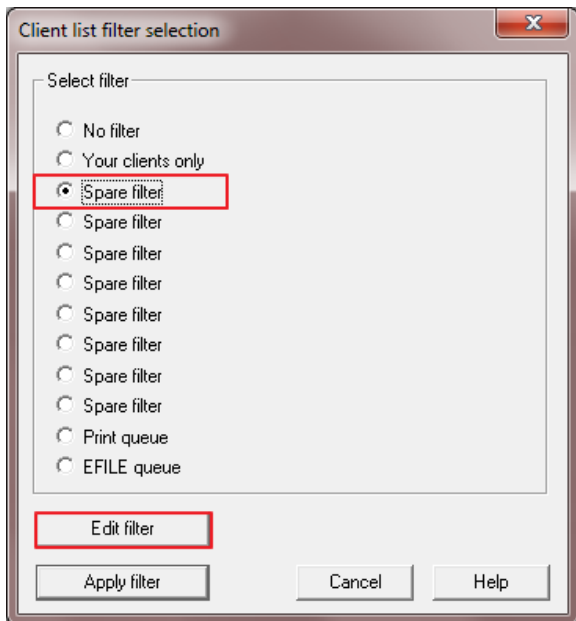 Client list filter selection
Select filter
No filter
Your clients only
Spare filter
Spare filter
Spare filter
Spare filter
Spare filter
Spare filter
Spare filter
Spare filter
Print queue
EFILE queue
Edit filter
Apply filter Cancel Help